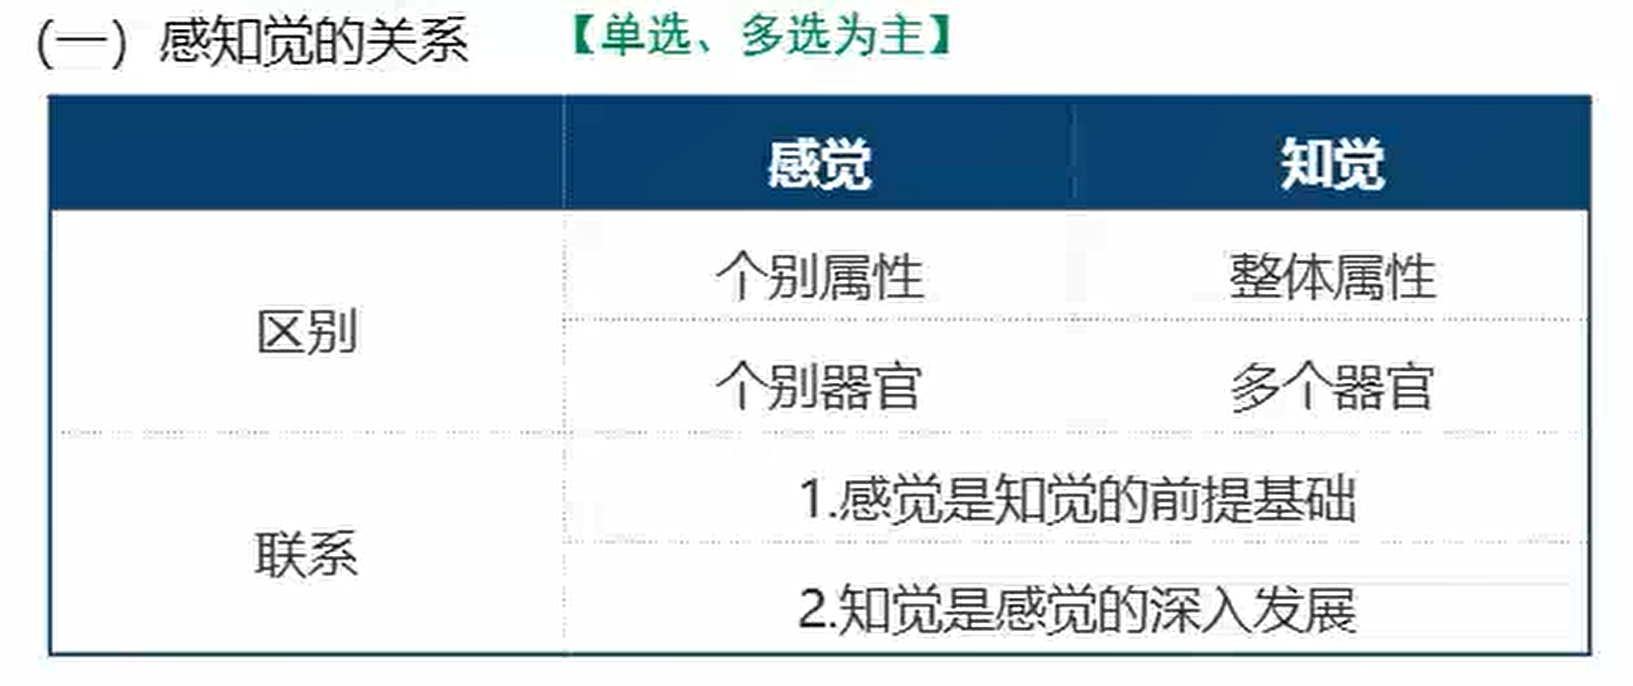 (一) 感知觉的关系 【单选、多选为主】
感觉 知觉
区别
个别属性 整体属性
个别器官 多个器官
联系
1.感觉是知觉的前提基础
2.知觉是感觉的深入发展